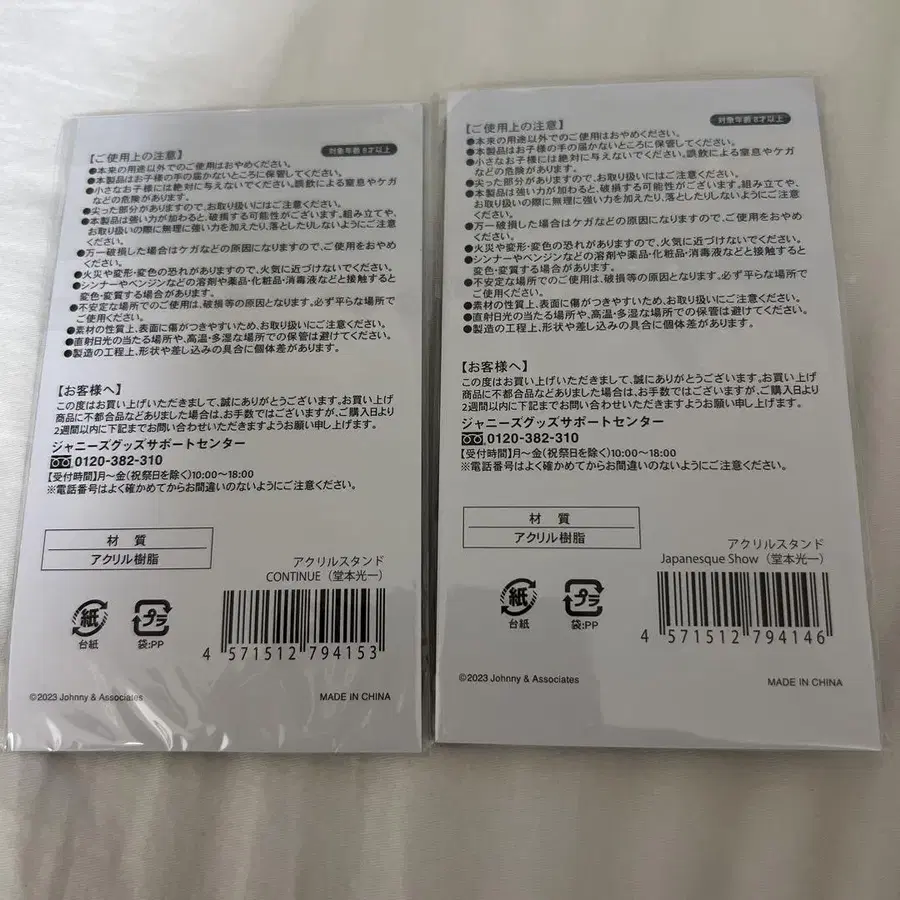 【ご使用上の注意】
対象年齢 8才以上
●本来の用途以外でのご使用はおやめください。
●本製品はお子様の手の届かないところに保管してください。
●小さなお子様には絶対に与えないでください。誤飲による窒息やケガ
などの危険があります。
●尖った部分がありますので、お取り扱いにはご注意ください。
●本製品は強い力が加わると、破損する可能性がございます。組み立てや、
お取り扱いの際に無理に強い力を加えたり、落としたりしないようにご注意
ください。
●万一破損した場合はケガなどの原因になりますので、ご使用をおやめ
ください。
●火災や変形・変色の恐れがありますので、火気に近づけないでください。
●シンナーやベンジンなどの溶剤や薬品・化粧品・消毒液などと接触すると
変色・変質する場合があります。
●不安定な場所でのご使用は、破損等の原因となります。必ず平らな場所で
ご使用ください。
●素材の性質上、表面に傷がつきやすいため、お取り扱いにご注意ください。
●直射日光の当たる場所や、高温・多湿な場所での保管は避けてください。
●製造の工程上、形状や差し込みの具合に個体差があります。
【お客様へ】
この度はお買い上げいただきまして、誠にありがとうございます。お買い上げ
商品に不都合品などありました場合は、お手数ではございますが、ご購入日より
2週間以内に下記までお問い合わせいただきますようお願い申し上げます。
ジャニーズグッズサポートセンター
0120-382-310
【受付時間】月〜金(祝祭日を除く)10:00〜18:00
※電話番号はよく確かめてからお間違いのないようにご注意ください。
材 質
アクリル樹脂
アクリルスタンド
CONTINUE（堂本光一）
紙
台紙
プラ
袋:PP
4 571512 794153
©2023 Johnny & Associates
MADE IN CHINA
【ご使用上の注意】
対象年齢 8才以上
●本来の用途以外でのご使用はおやめください。
●本製品はお子様の手の届かないところに保管してください。
●小さなお子様には絶対に与えないでください。誤飲による窒息やケガ
などの危険があります。
●尖った部分がありますので、お取り扱いにはご注意ください。
●本製品は強い力が加わると、破損する可能性がございます。組み立てや、
お取り扱いの際に無理に強い力を加えたり、落としたりしないようにご注意
ください。
●万一破損した場合はケガなどの原因になりますので、ご使用をおやめ
ください。
●火災や変形・変色の恐れがありますので、火気に近づけないでください。
●シンナーやベンジンなどの溶剤や薬品・化粧品・消毒液などと接触すると
変色・変質する場合があります。
●不安定な場所でのご使用は、破損等の原因となります。必ず平らな場所で
ご使用ください。
●素材の性質上、表面に傷がつきやすいため、お取り扱いにご注意ください。
●直射日光の当たる場所や、高温・多湿な場所での保管は避けてください。
●製造の工程上、形状や差し込みの具合に個体差があります。
【お客様へ】
この度はお買い上げいただきまして、誠にありがとうございます。お買い上げ
商品に不都合品などありました場合は、お手数ではございますが、ご購入日より
2週間以内に下記までお問い合わせいただきますようお願い申し上げます。
ジャニーズグッズサポートセンター
0120-382-310
【受付時間】月〜金(祝祭日を除く)10:00〜18:00
※電話番号はよく確かめてからお間違いのないようにご注意ください。
材 質
アクリル樹脂
アクリルスタンド
Japanesque Show（堂本光一）
紙
台紙
プラ
袋:PP
4 571512 794146
©2023 Johnny & Associates
MADE IN CHINA